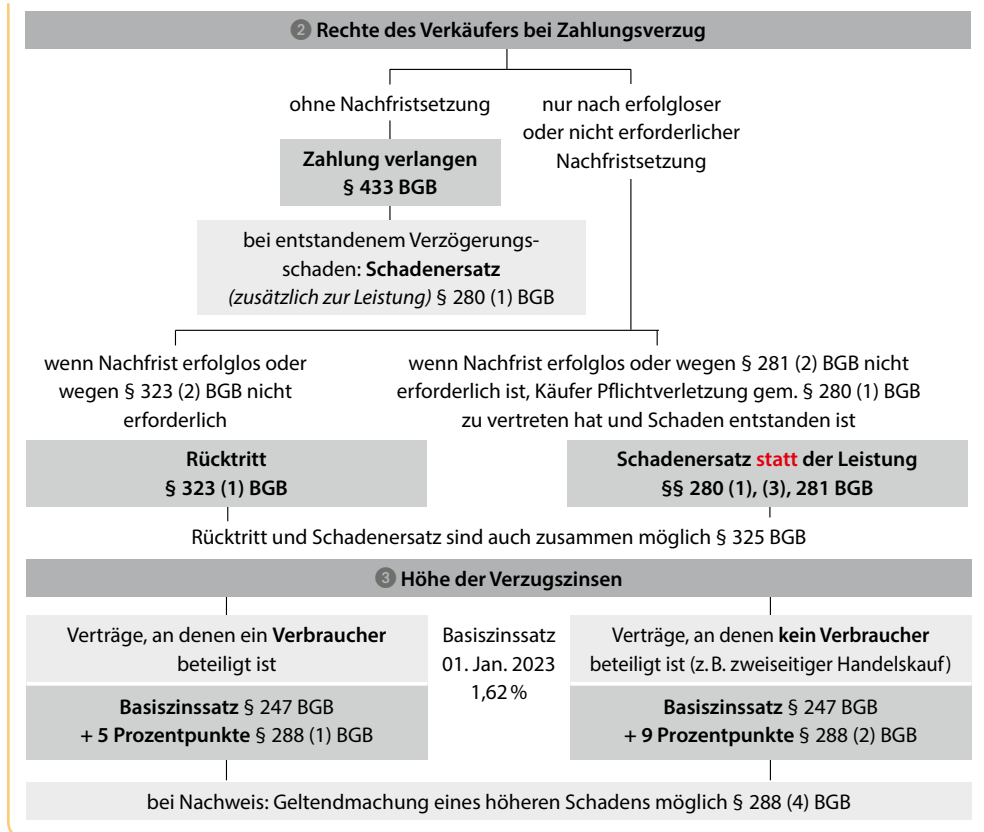 2 Rechte des Verkäufers bei Zahlungsverzug
ohne Nachfristsetzung
nur nach erfolgloser
oder nicht erforderlicher
Nachfristsetzung
Zahlung verlangen
§ 433 BGB
bei entstandenem Verzögerungs-
schaden: Schadenersatz
(zusätzlich zur Leistung) § 280 (1) BGB
wenn Nachfrist erfolglos oder
wegen § 323 (2) BGB nicht
erforderlich
Rücktritt
§ 323 (1) BGB
wenn Nachfrist erfolglos oder wegen § 281 (2) BGB nicht
erforderlich ist, Käufer Pflichtverletzung gem. § 280 (1) BGB
zu vertreten hat und Schaden entstanden ist
Schadenersatz statt der Leistung
§§ 280 (1), (3), 281 BGB
Rücktritt und Schadenersatz sind auch zusammen möglich § 325 BGB
3 Höhe der Verzugszinsen
Verträge, an denen ein Verbraucher
beteiligt ist
Basiszinssatz § 247 BGB
+ 5 Prozentpunkte § 288 (1) BGB
Basiszinssatz
01. Jan. 2023
1,62 %
Verträge, an denen kein Verbraucher
beteiligt ist (z. B. zweiseitiger Handelskauf)
Basiszinssatz § 247 BGB
+ 9 Prozentpunkte § 288 (2) BGB
bei Nachweis: Geltendmachung eines höheren Schadens möglich § 288 (4) BGB